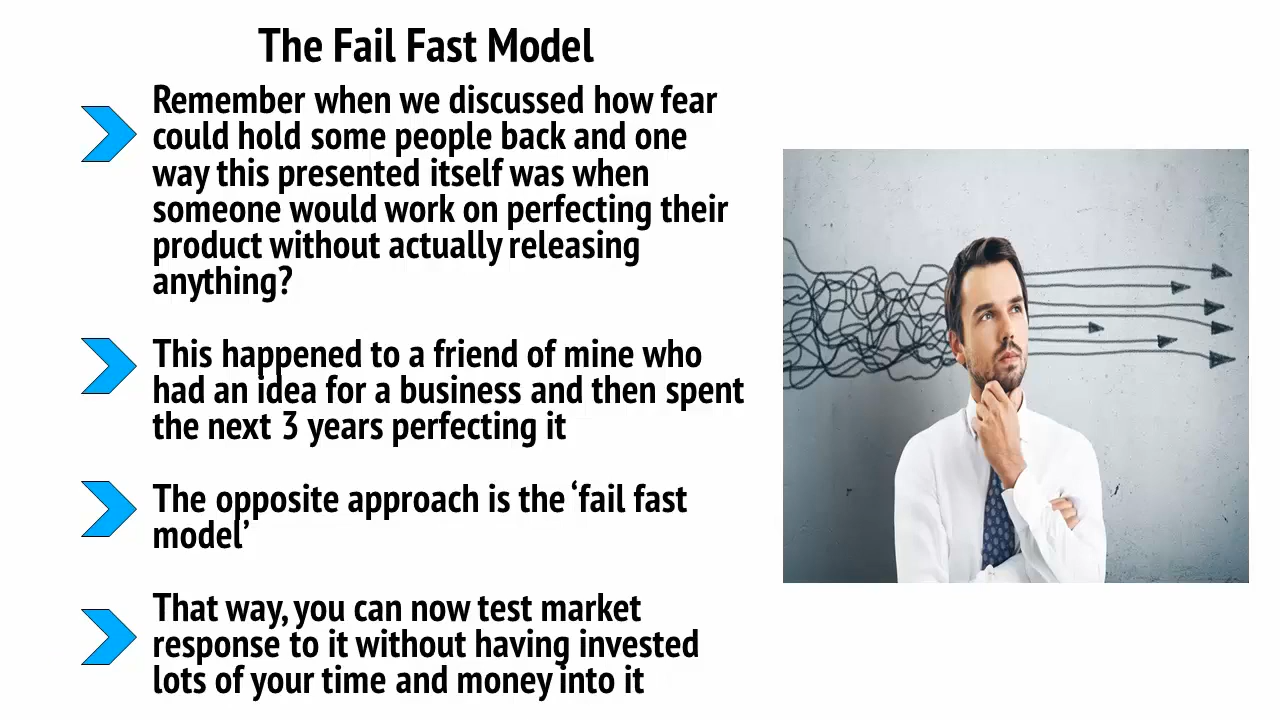 The Fail Fast Model
Remember when we discussed how fear
could hold some people back and one
way this presented itself was when
someone would work on perfecting their
product without actually releasing
anything?
This happened to a friend of mine who
had an idea for a business and then spent
the next 3 years perfecting it
The opposite approach is the ‘fail fast
model’
That way, you can now test market
response to it without having invested
lots of your time and money into it